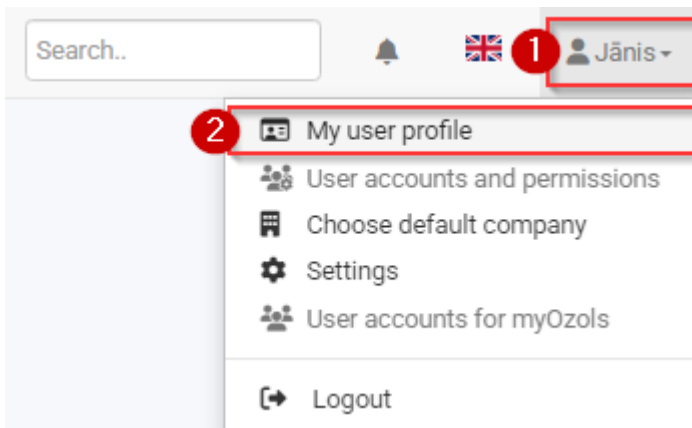 Search..
1
Jānis
2
My user profile
User accounts and permissions
Choose default company
Settings
User accounts for myOzols
Logout